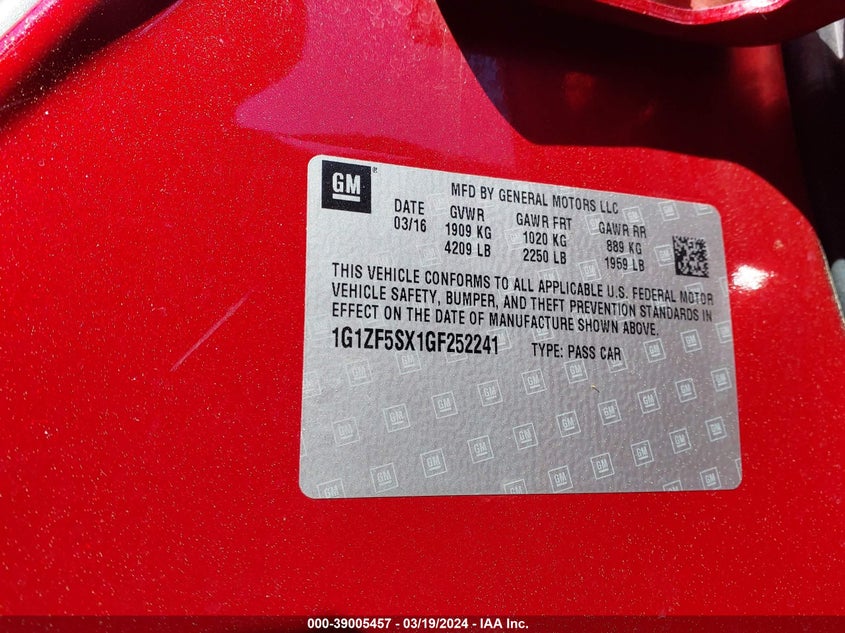 GM
MFD BY GENERAL MOTORS LLC
DATE GVWR GAWR FRT GAWR RR
03/16 1909 KG 1020 KG 889 KG
4209 LB 2250 LB 1959 LB
THIS VEHICLE CONFORMS TO ALL APPLICABLE U.S. FEDERAL MOTOR
VEHICLE SAFETY, BUMPER, AND THEFT PREVENTION STANDARDS IN
EFFECT ON THE DATE OF MANUFACTURE SHOWN ABOVE.
1G1ZF5SX1GF252241 TYPE: PASS CAR
000-39005457 - 03/19/2024 - IAA Inc.